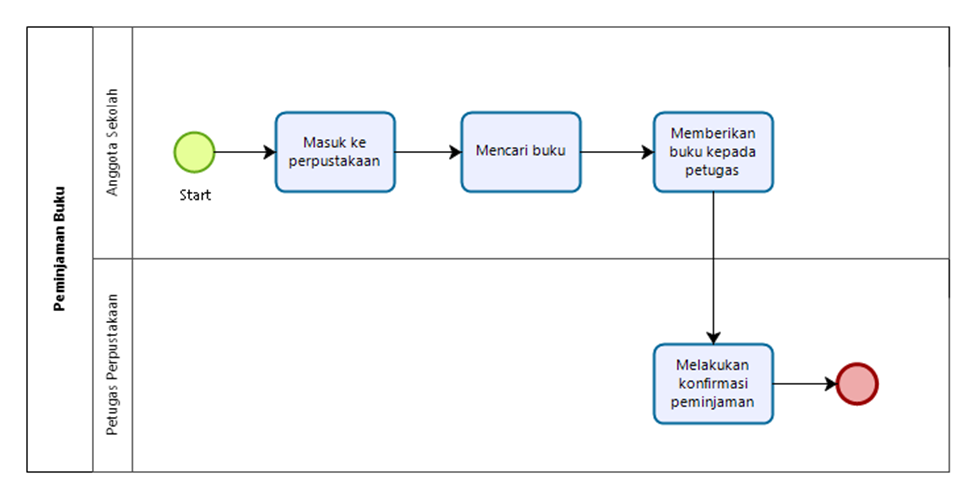 Peminjaman Buku
Anggota Sekolah
Start
Masuk ke
perpustakaan
Mencari buku
Memberikan
buku kepada
petugas
Petugas Perpustakaan
Melakukan
konfirmasi
peminjaman